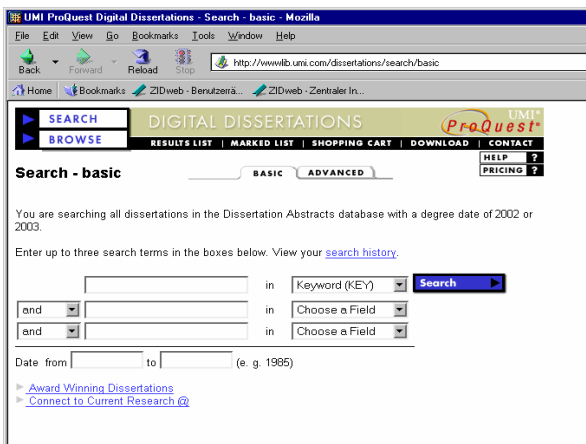 UMI ProQuest Digital Dissertations - Search - basic - Mozilla
File Edit View Go Bookmarks Tools Window Help
Back Forward Reload Stop http://wwwlib.umi.com/dissertations/search/basic
Home Bookmarks ZIDweb - Benutzerrä... ZIDweb - Zentraler In...
SEARCH DIGITAL DISSERTATIONS UMI®
ProQuest®
BROWSE RESULTS LIST | MARKED LIST | SHOPPING CART | DOWNLOAD | CONTACT
HELP ?
Search - basic BASIC ADVANCED PRICING ?
You are searching all dissertations in the Dissertation Abstracts database with a degree date of 2002 or
2003.
Enter up to three search terms in the boxes below. View your search history.
in Keyword (KEY) Search
and in Choose a Field
and in Choose a Field
Date from to (e. g. 1985)
Award Winning Dissertations
Connect to Current Research @